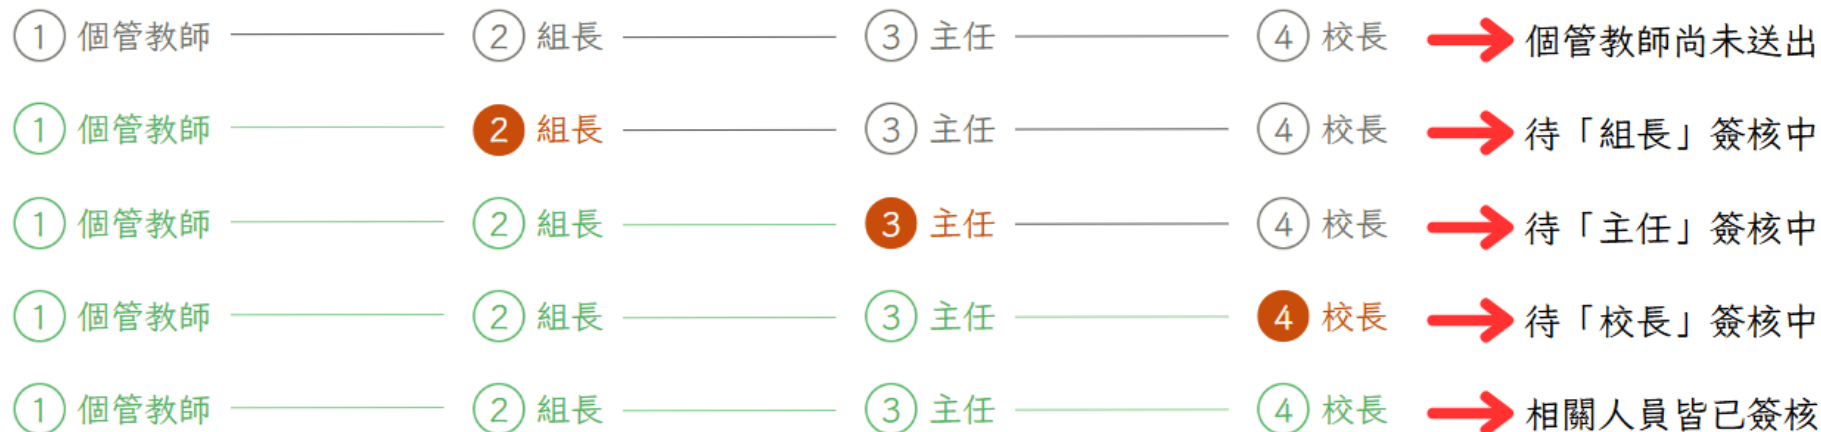 1 個管教師 2 組長 3 主任 4 校長 個管教師尚未送出
1 個管教師 2 組長 3 主任 4 校長 待「組長」簽核中
1 個管教師 2 組長 3 主任 4 校長 待「主任」簽核中
1 個管教師 2 組長 3 主任 4 校長 待「校長」簽核中
1 個管教師 2 組長 3 主任 4 校長 相關人員皆已簽核